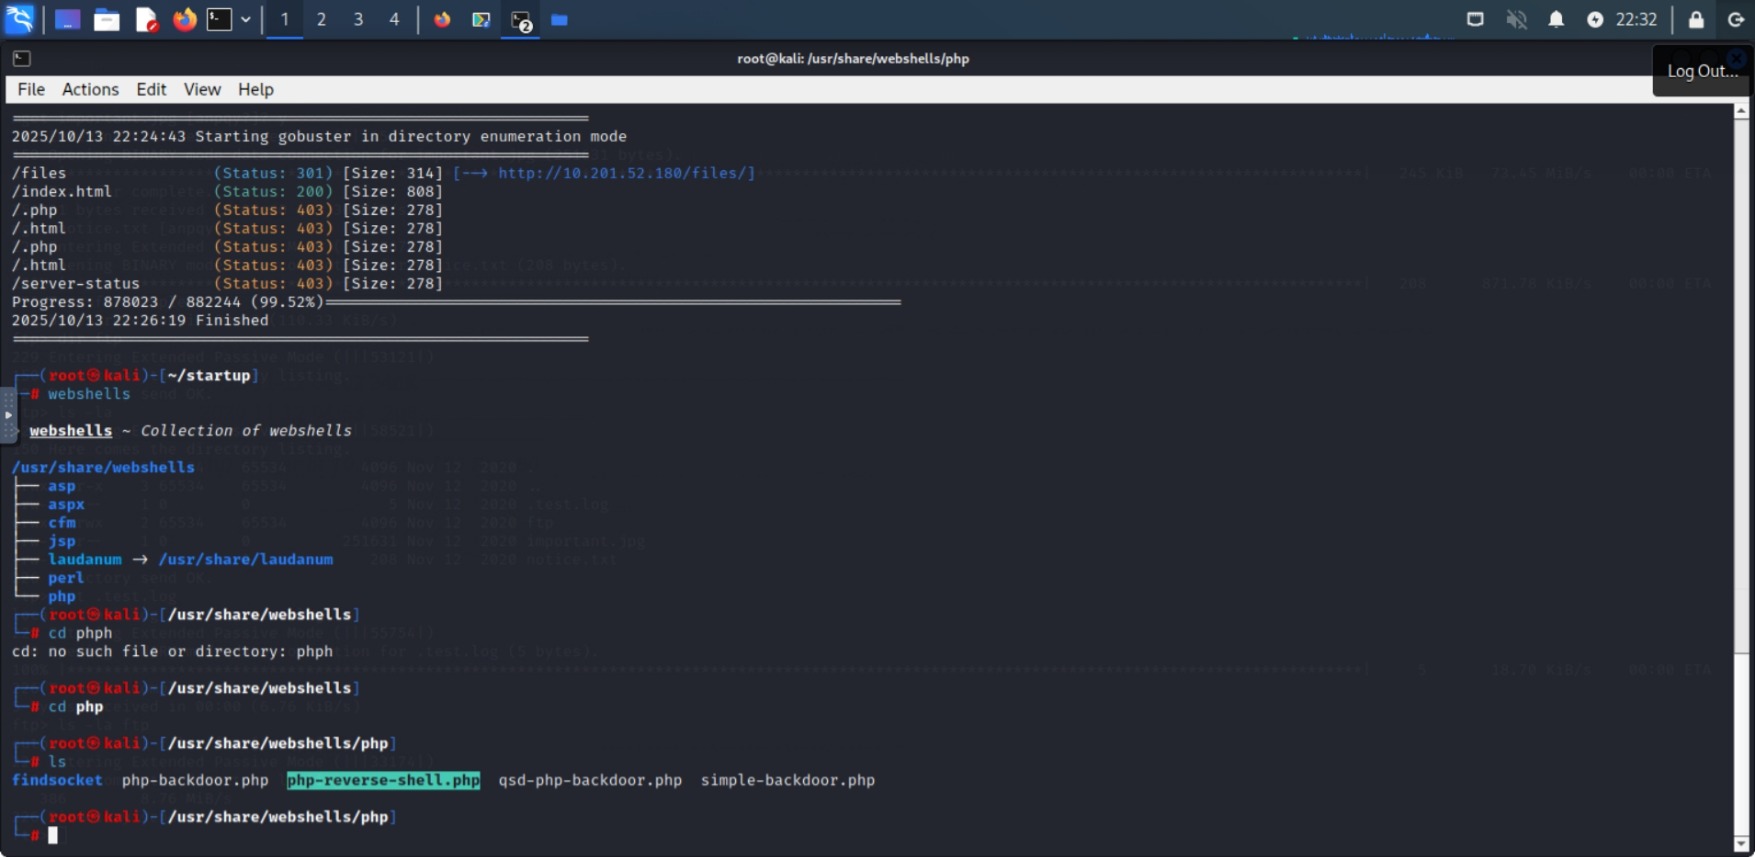 1 2 3 4 2 22:32
root@kali: /usr/share/webshells/php
Log Out...
File Actions Edit View Help
2025/10/13 22:24:43 Starting gobuster in directory enumeration mode
/files (Status: 301) [Size: 314] [--> http://10.201.52.180/files/]
/index.html (Status: 200) [Size: 808]
/.php (Status: 403) [Size: 278]
/.html (Status: 403) [Size: 278]
/.php (Status: 403) [Size: 278]
/.html (Status: 403) [Size: 278]
/server-status (Status: 403) [Size: 278]
Progress: 878023 / 882244 (99.52%)
2025/10/13 22:26:19 Finished
(root㉿kali)-[~/startup]
# webshells
> webshells ~ Collection of webshells
/usr/share/webshells
├── asp
├── aspx
├── cfm
├── jsp
├── laudanum → /usr/share/laudanum
├── perl
└── php
┌──(root㉿kali)-[/usr/share/webshells]
└─# cd phph
cd: no such file or directory: phph
┌──(root㉿kali)-[/usr/share/webshells]
└─# cd php
┌──(root㉿kali)-[/usr/share/webshells/php]
└─# ls
findsocket php-backdoor.php php-reverse-shell.php qsd-php-backdoor.php simple-backdoor.php
┌──(root㉿kali)-[/usr/share/webshells/php]
└─#